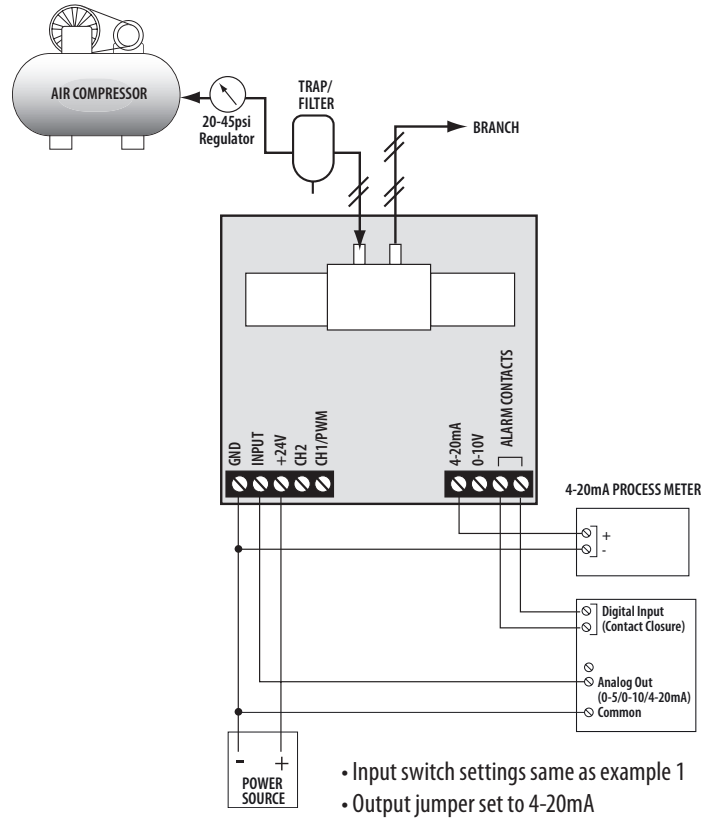 AIR COMPRESSOR
20-45psi
Regulator
TRAP/
FILTER
BRANCH
GND
INPUT
+24V
CH2
CH1/PWM
4-20mA
0-10V
ALARM CONTACTS
4-20mA PROCESS METER
+
-
Digital Input
(Contact Closure)
Analog Out
(0-5/0-10/4-20mA)
Common
- +
POWER
SOURCE
• Input switch settings same as example 1
• Output jumper set to 4-20mA